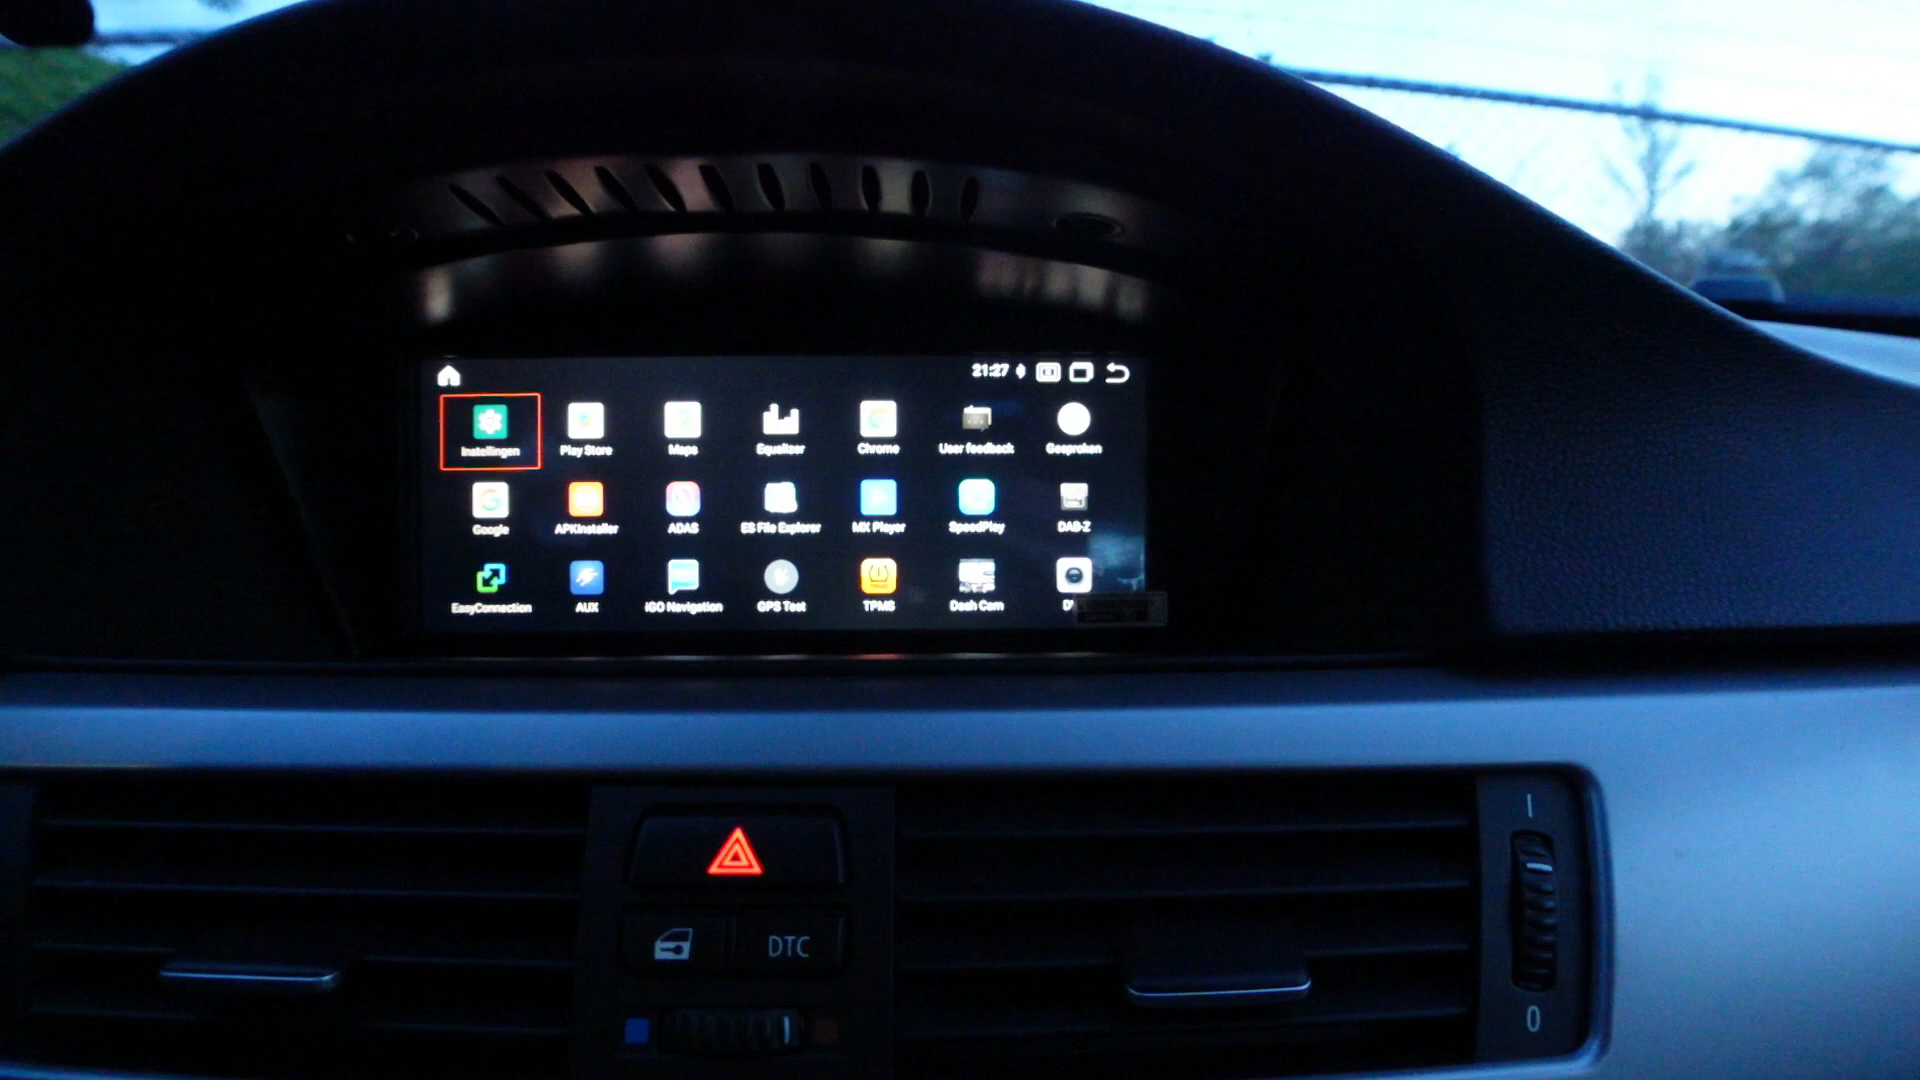 21:27
Instellingen Play Store Maps Equalizer Chrome User feedback Gesproken
Google APKInstaller ADAS ES File Explorer MX Player SpeedPlay DAB-Z
EasyConnection AUX iGO Navigation GPS Test TPMS Dash Cam
I
DTC
0